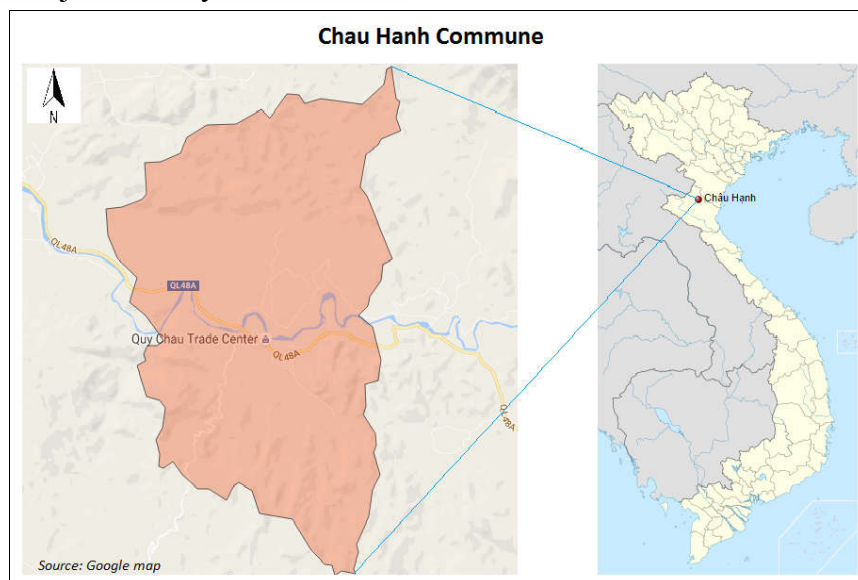 Chau Hanh Commune
N
Châu Hạnh
QL48A
QL48A
Quy Chau Trade Center
QL48A
QL48A
Source: Google map